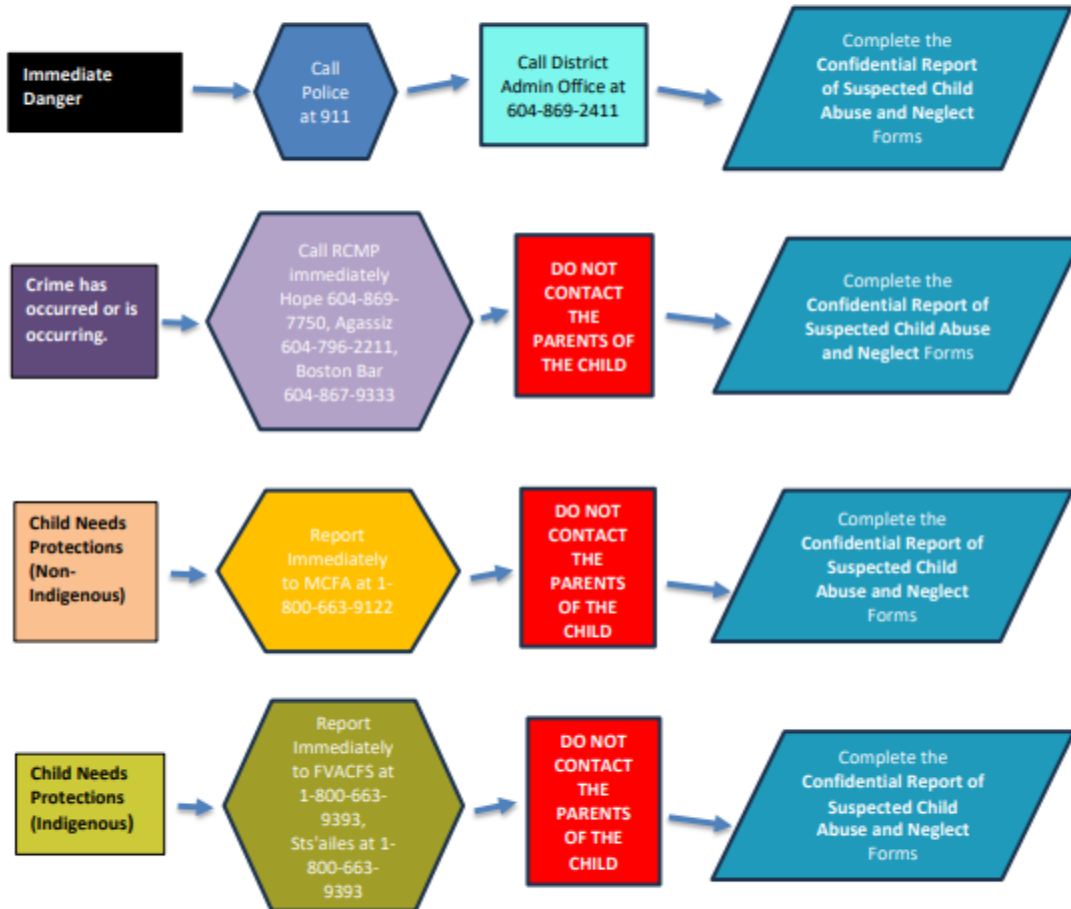 Immediate
Danger
Call
Police
at 911
Call District
Admin Office at
604-869-2411
Complete the
Confidential Report
of Suspected Child
Abuse and Neglect
Forms
Crime has
occurred or is
occurring.
Call RCMP
immediately
Hope 604-869-
7750, Agassiz
604-796-2211,
Boston Bar
604-867-9333
DO NOT
CONTACT
THE
PARENTS OF
THE CHILD
Complete the
Confidential Report of
Suspected Child Abuse
and Neglect Forms
Child Needs
Protections
(Non-
Indigenous)
Report
Immediately
to MCFA at 1-
800-663-9122
DO NOT
CONTACT
THE
PARENTS
OF THE
CHILD
Complete the
Confidential Report of
Suspected Child
Abuse and Neglect
Forms
Child Needs
Protections
(Indigenous)
Report
Immediately
to FVACFS at
1-800-663-
9393,
Sts'ailes at 1-
800-663-
9393
DO NOT
CONTACT
THE
PARENTS
OF THE
CHILD
Complete the
Confidential Report of
Suspected Child
Abuse and Neglect
Forms